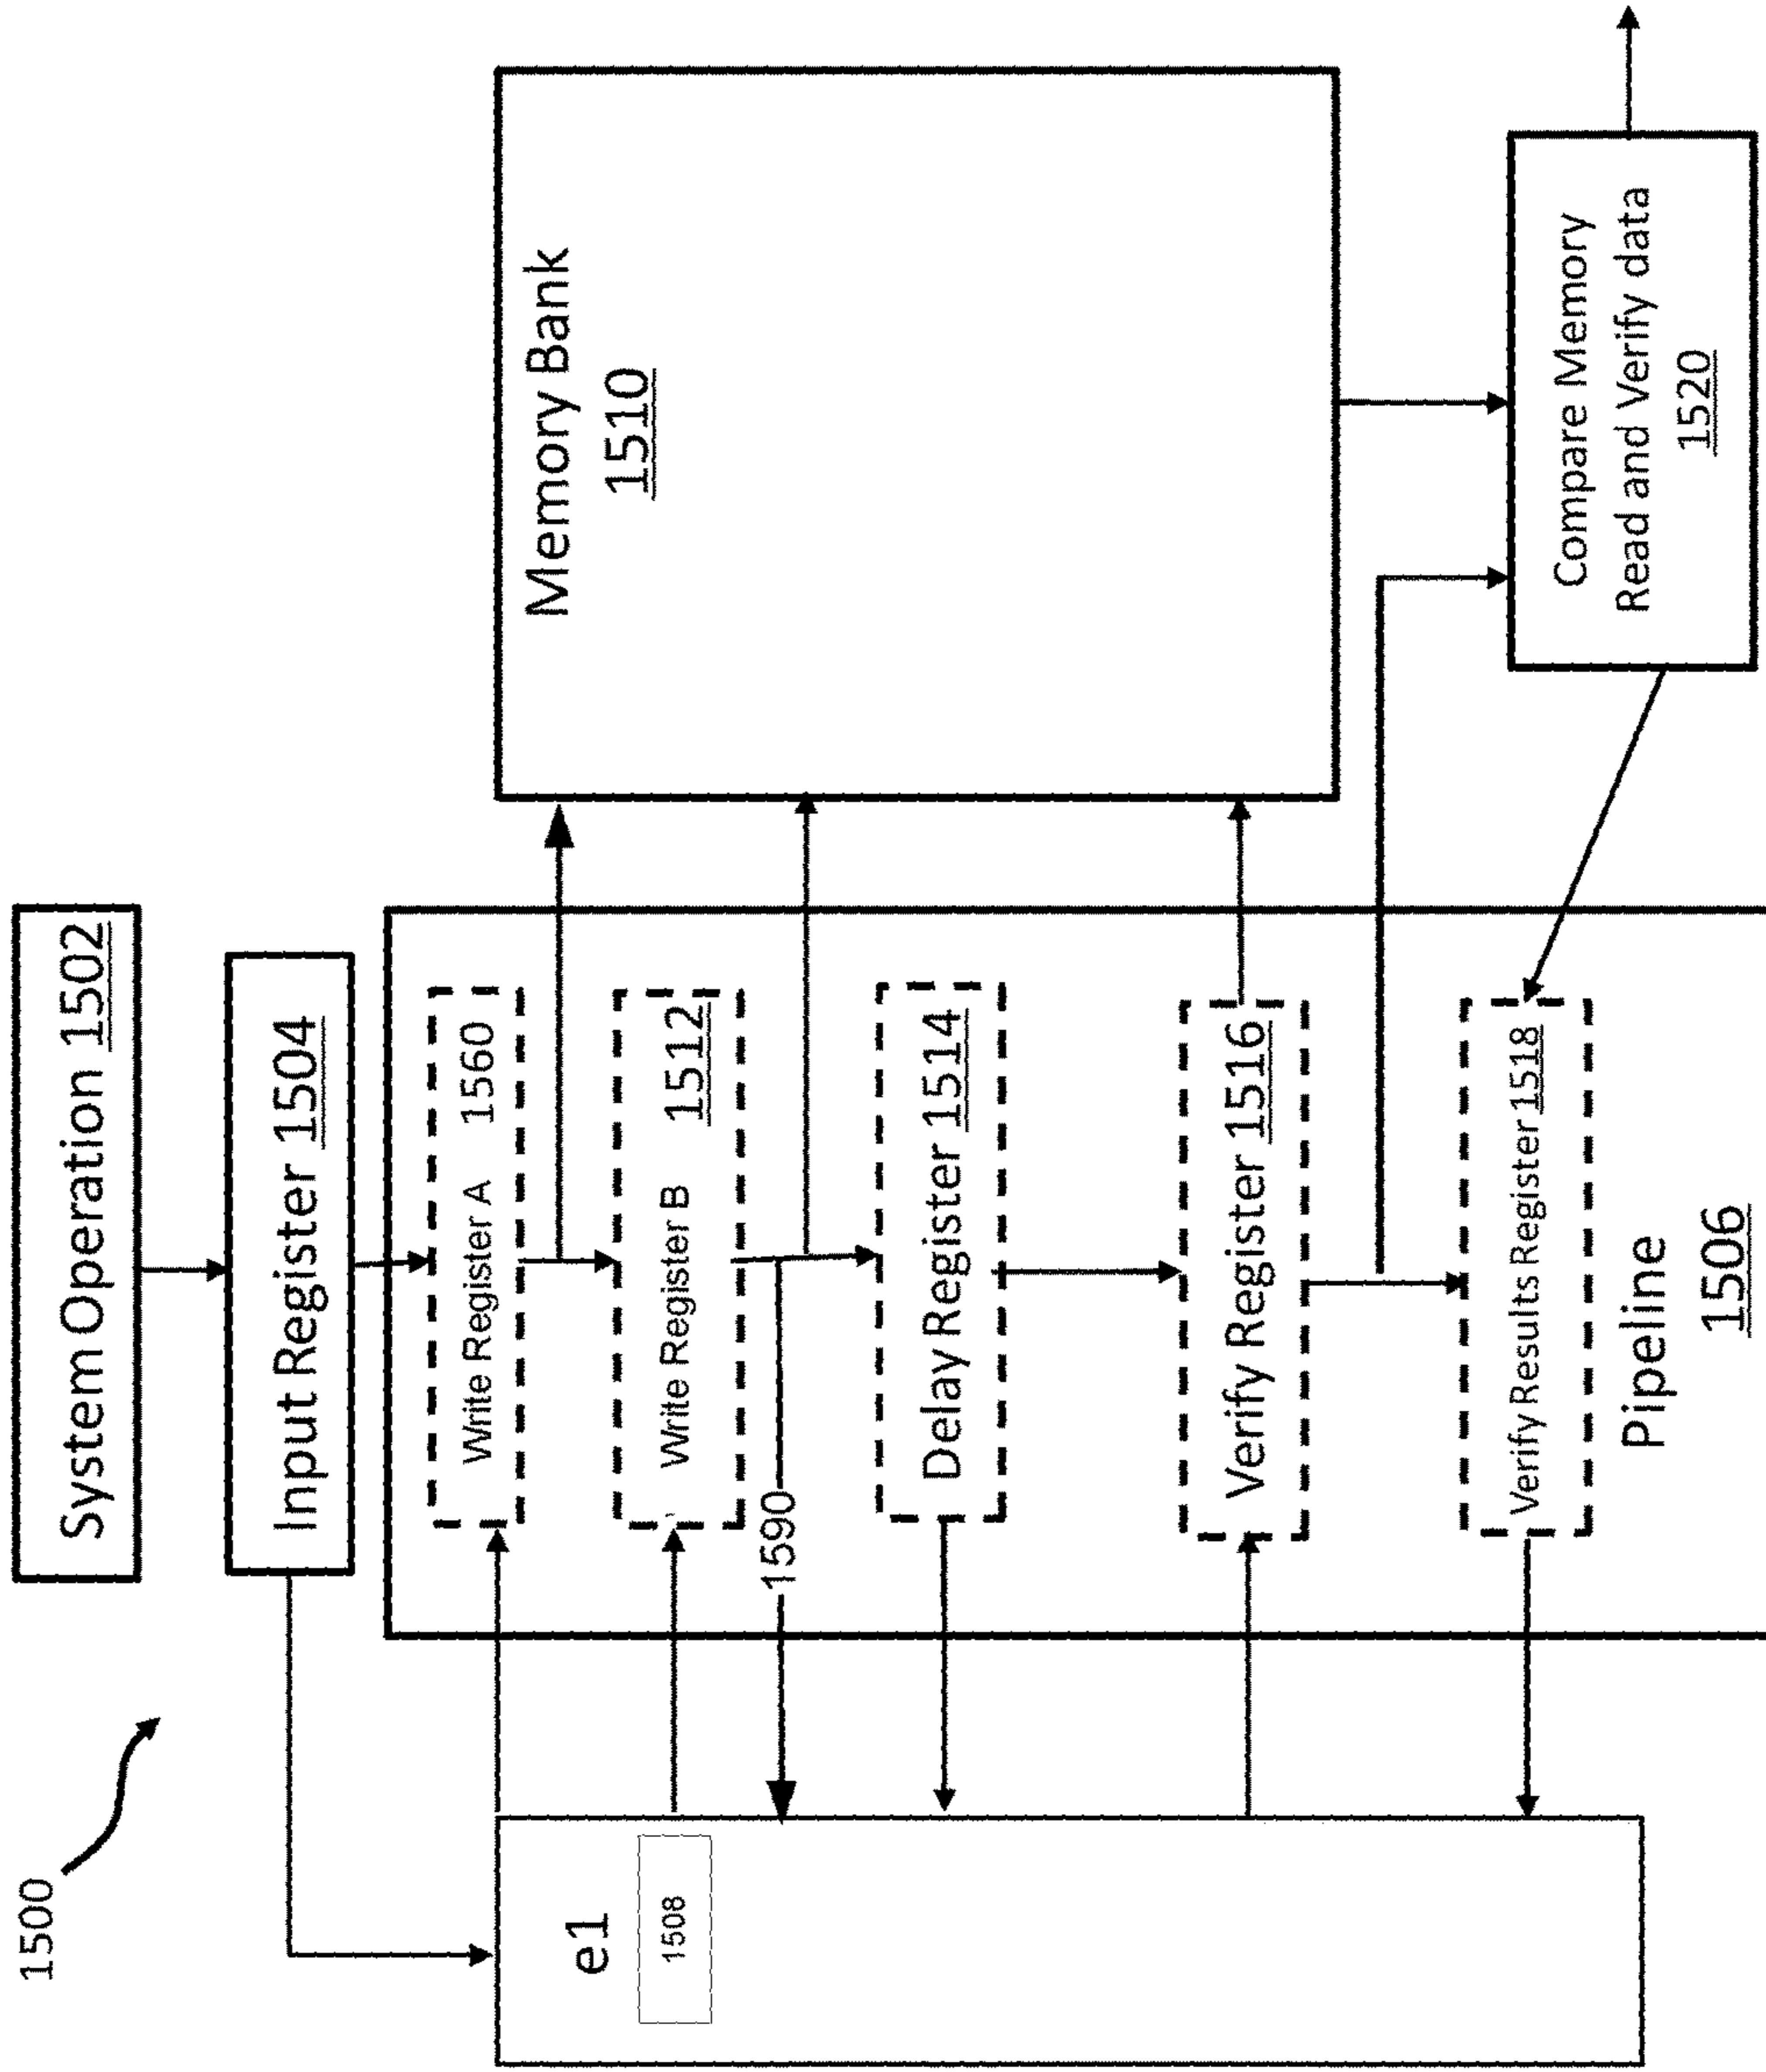 1500
System Operation 1502
Input Register 1504
e1
1508
Write Register A 1560
Write Register B 1512
1590
Delay Register 1514
Verify Register 1516
Verify Results Register 1518
Pipeline
1506
Memory Bank
1510
Compare Memory
Read and Verify data
1520